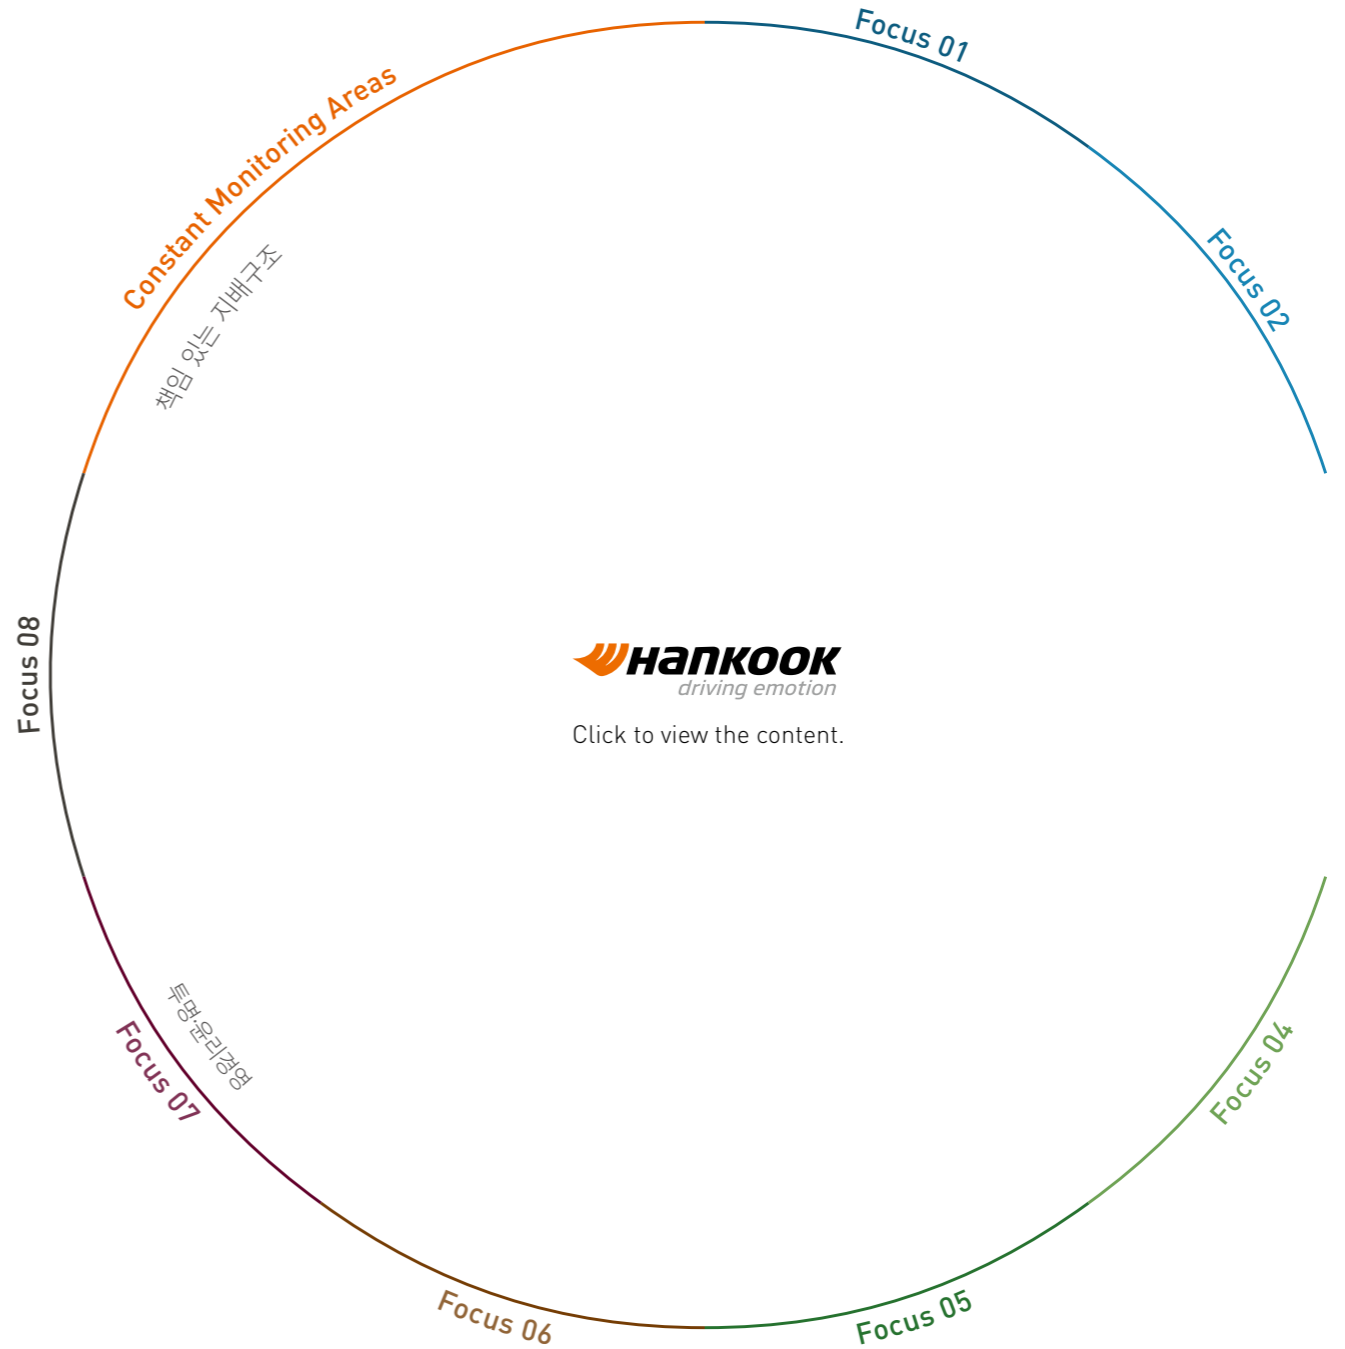 Focus 01
Focus 02
Focus 04
Focus 05
Focus 06
Focus 07
투명·윤리경영
Focus 08
Constant Monitoring Areas
책임 있는 지배구조
HANKOOK
driving emotion
Click to view the content.